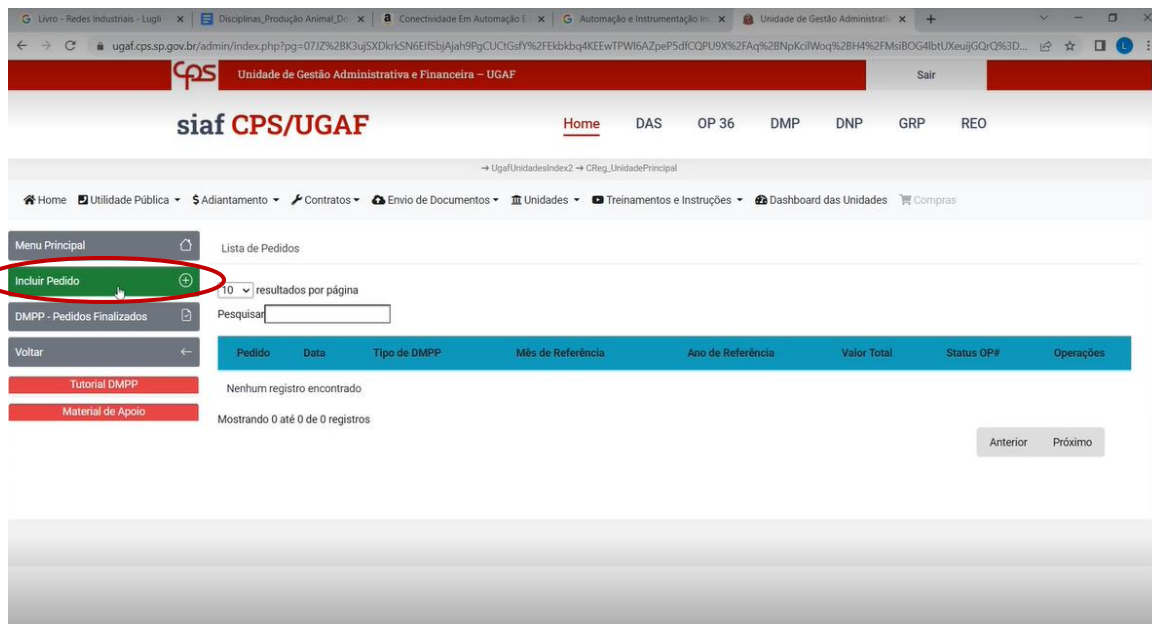 Livro - Redes Industriais - Lugli
Disciplinas_Produção Animal_Do
Conectividade Em Automação E
Automação e Instrumentação In
Unidade de Gestão Administrativ
cps Unidade de Gestão Administrativa e Financeira – UGAF Sair
siaf CPS/UGAF Home DAS OP 36 DMP DNP GRP REO
→ UgafUnidadesIndex2 → CReg_UnidadePrincipal
Home Utilidade Pública Adiantamento Contratos Envio de Documentos Unidades Treinamentos e Instruções Dashboard das Unidades Compras
Menu Principal
Lista de Pedidos
Incluir Pedido
10 resultados por página
DMPP - Pedidos Finalizados
Pesquisar
Voltar
Pedido Data Tipo de DMPP Mês de Referência Ano de Referência Valor Total Status OP# Operações
Tutorial DMPP
Nenhum registro encontrado
Material de Apoio
Mostrando 0 até 0 de 0 registros
Anterior Próximo